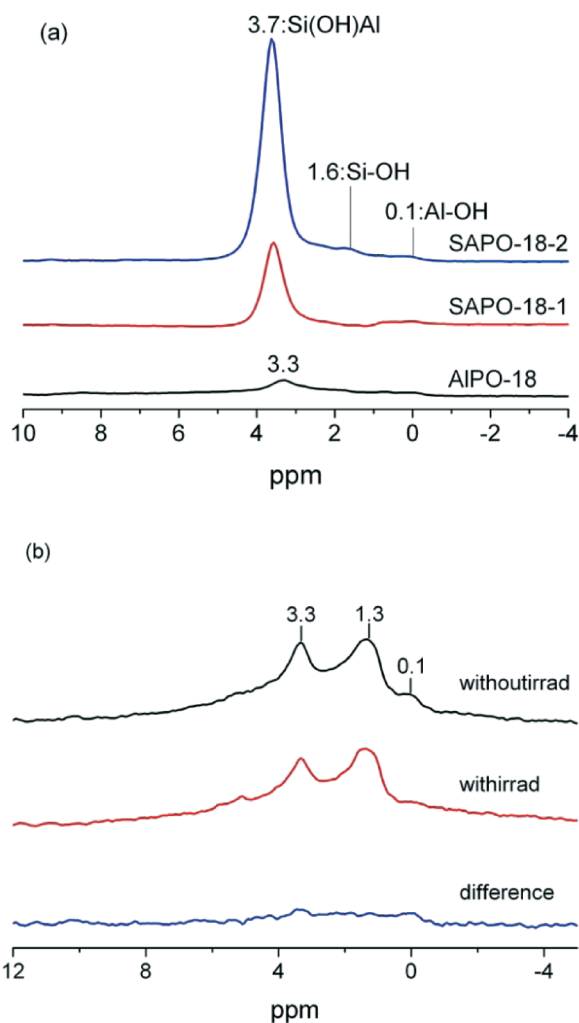 (a)
3.7:Si(OH)Al
1.6:Si-OH
0.1:Al-OH
SAPO-18-2
SAPO-18-1
3.3
AlPO-18
10 8 6 4 2 0 -2 -4
ppm
(b)
3.3 1.3
0.1
withoutirrad
withirrad
difference
12 8 4 0 -4
ppm